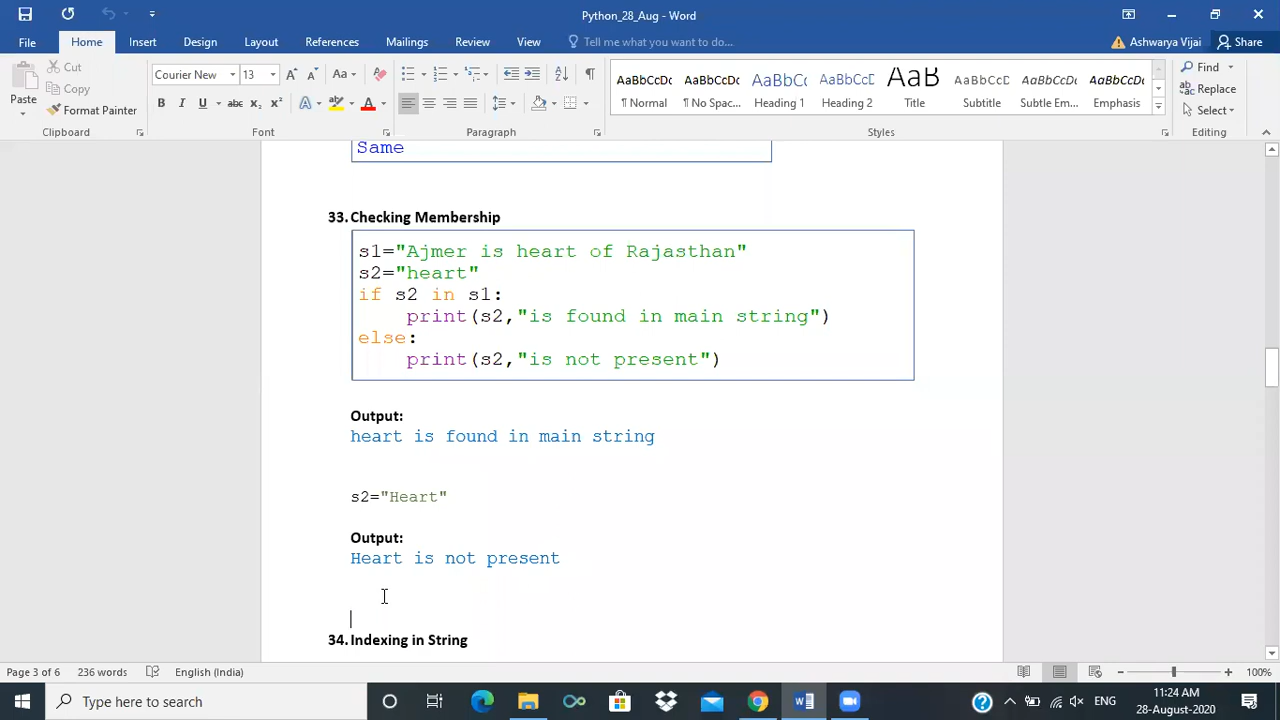 Python_28_Aug - Word
File Home Insert Design Layout References Mailings Review View Tell me what you want to do... Ashwarya Vijai Share
Paste Cut Copy Format Painter
Clipboard
Courier New 13
Font
Paragraph
AaBbCcDc AaBbCcDc AaBbCc AaBbCcD AaB AaBbCcD AaBbCcDt AaBbCcDt
¶ Normal ¶ No Spac... Heading Heading 2 Title Subtitle Subtle Em... Emphasis
Styles
Find
Replace
Select
Editing
Same
33. Checking Membership
s1="Ajmer is heart of Rajasthan"
s2="heart"
if s2 in s1:
print(s2,"is found in main string")
else:
print(s2,"is not present")
Output:
heart is found in main string
s2="Heart"
Output:
Heart is not present
34. Indexing in String
Page 3 of 6 236 words English (India) 100%
Type here to search
ENG
11:24 AM
28-August-2020